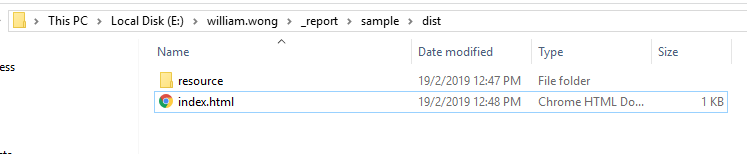 This PC > Local Disk (E:) > william.wong > _report > sample > dist
Name Date modified Type Size
ess
resource 19/2/2019 12:47 PM File folder
index.html 19/2/2019 12:48 PM Chrome HTML Do... 1 KB